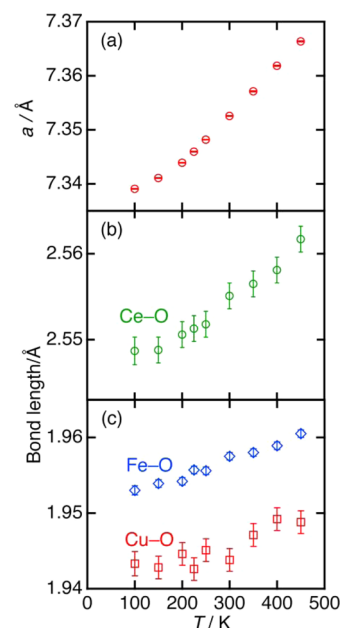 (a)
7.37
7.36
7.35
7.34
a / Å
(b)
2.56
2.55
Ce–O
Bond length/Å
(c)
1.96
1.95
1.94
Fe–O
Cu–O
0 100 200 300 400 500
T / K